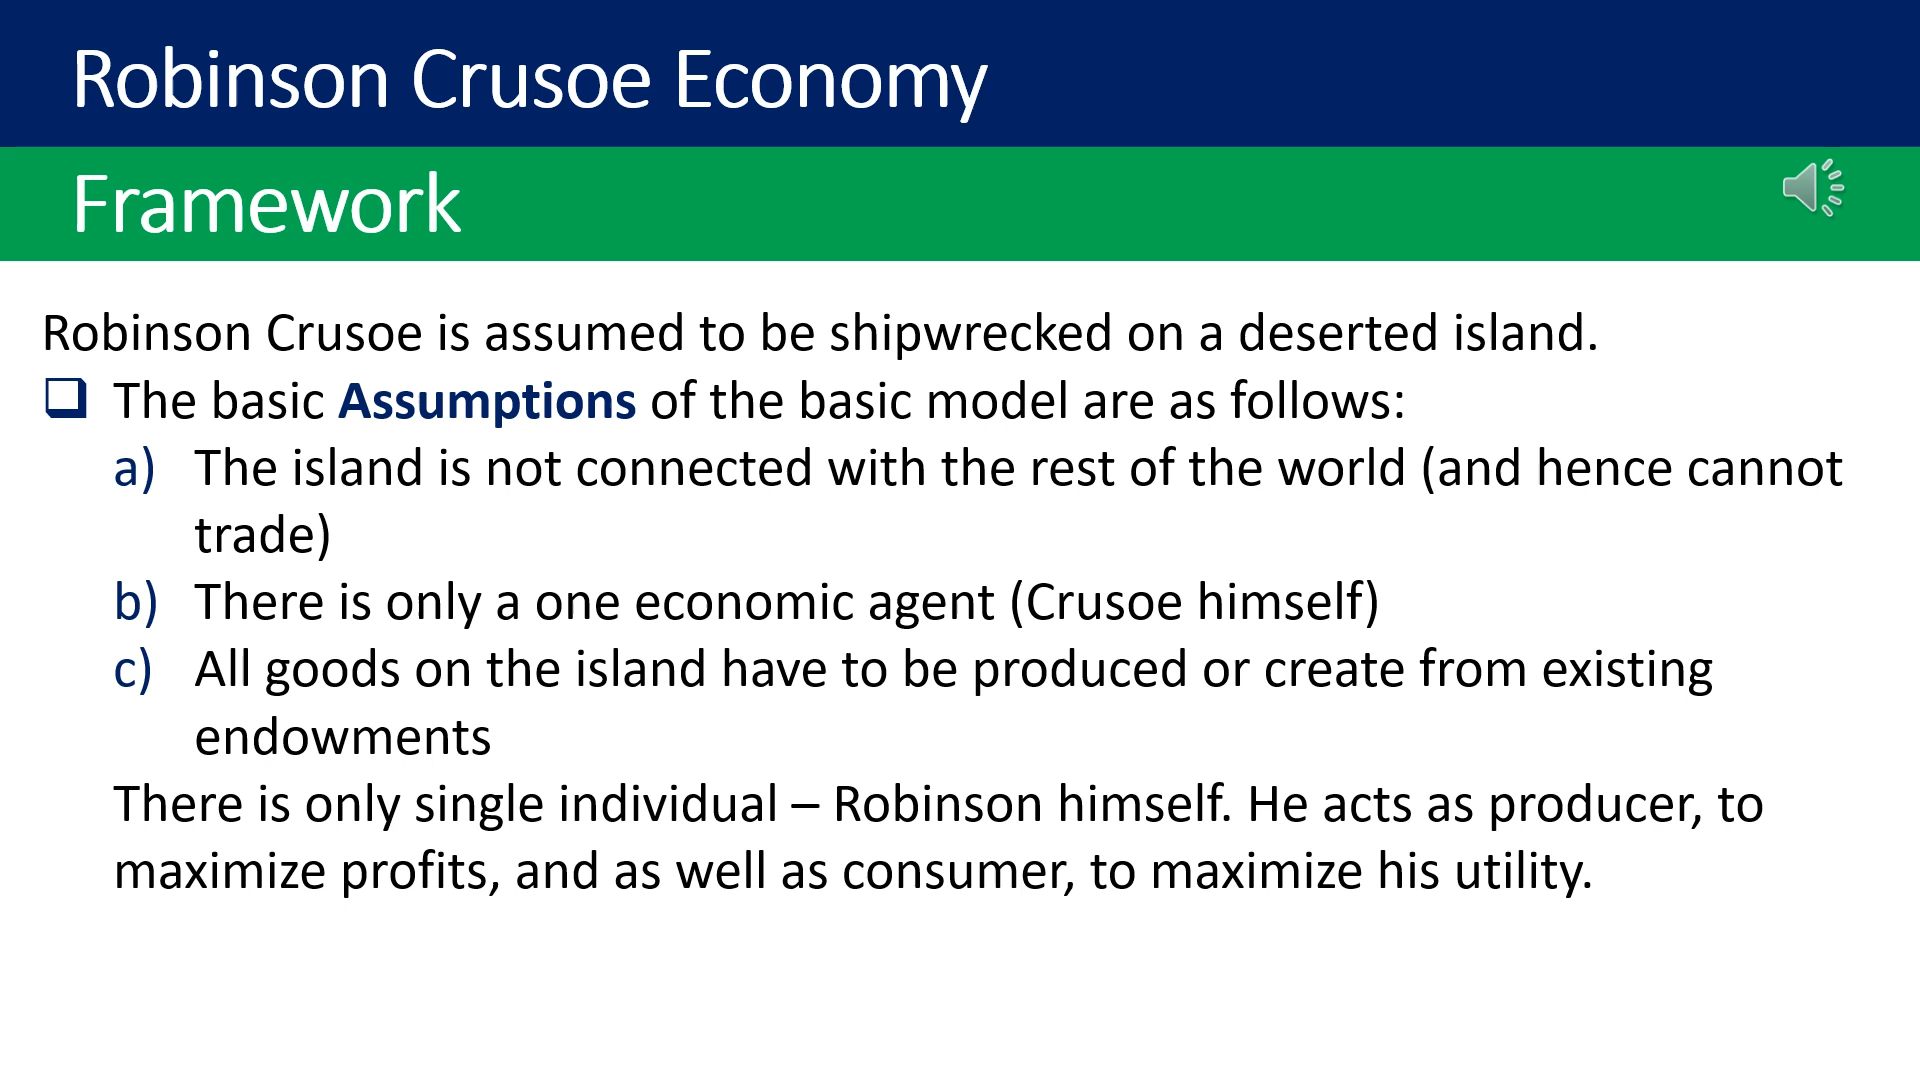 Robinson Crusoe Economy
Framework
Robinson Crusoe is assumed to be shipwrecked on a deserted island.
❑ The basic Assumptions of the basic model are as follows:
a) The island is not connected with the rest of the world (and hence cannot
trade)
b) There is only a one economic agent (Crusoe himself)
c) All goods on the island have to be produced or create from existing
endowments
There is only single individual – Robinson himself. He acts as producer, to
maximize profits, and as well as consumer, to maximize his utility.